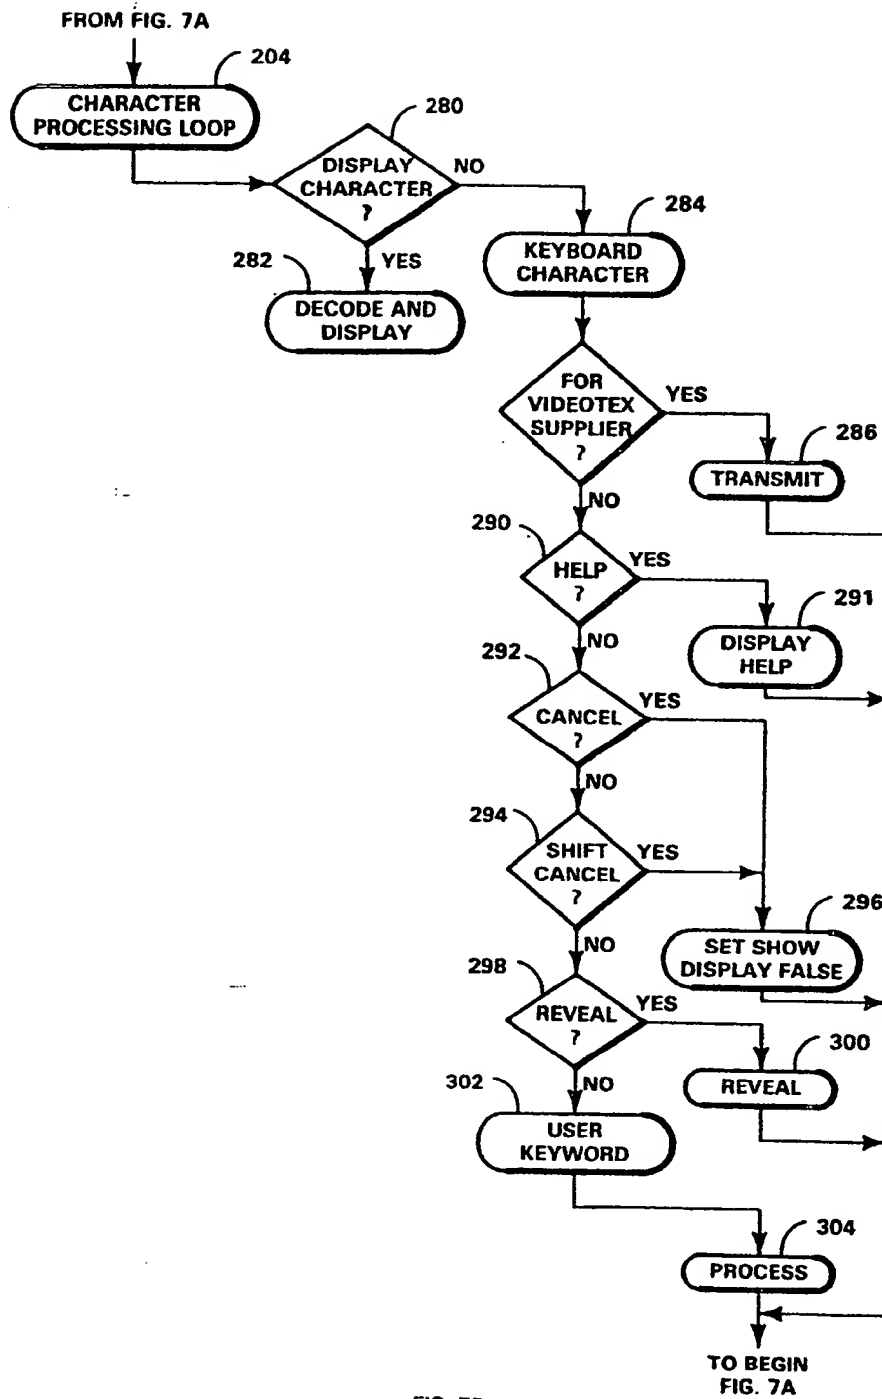 FROM FIG. 7A
204
CHARACTER
PROCESSING LOOP
280
DISPLAY
CHARACTER
?
NO
YES
282
DECODE AND
DISPLAY
284
KEYBOARD
CHARACTER
FOR
VIDEOTEX
SUPPLIER
?
YES
NO
286
TRANSMIT
290
HELP
?
YES
NO
291
DISPLAY
HELP
292
CANCEL
?
YES
NO
294
SHIFT
CANCEL
?
YES
NO
296
SET SHOW
DISPLAY FALSE
298
REVEAL
?
YES
NO
300
REVEAL
302
USER
KEYWORD
304
PROCESS
TO BEGIN
FIG. 7A